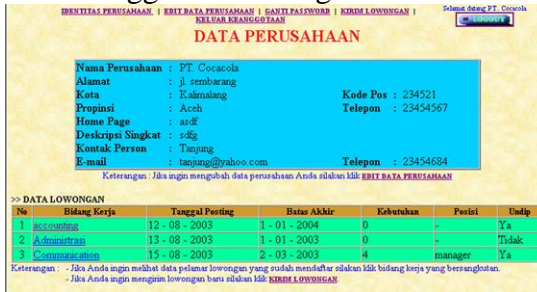 IDENTITAS PERUSAHAAN | EDIT DATA PERUSAHAAN | GANTI PASSWORD | KIRIM LOWONGAN |
KELUAR KEANGGOTAAN
Selamat datang PT. Cocacola
LOGOUT
DATA PERUSAHAAN
Nama Perusahaan : PT. Cocacola
Alamat : jl. sembarang
Kota : Kalimalang Kode Pos : 234521
Propinsi : Aceh Telepon : 23454567
Home Page : asdf
Deskripsi Singkat : sdfg
Kontak Person : Tanjung
E-mail : tanjung@yahoo.com Telepon : 23454684
Keterangan : Jika ingin mengubah data perusahaan Anda silakan klik EDIT DATA PERUSAHAAN
>> DATA LOWONGAN
No Bidang Kerja Tanggal Posting Batas Akhir Kebutuhan Posisi Undip
1 accounting 12 - 08 - 2003 1 - 01 - 2004 0 - Ya
2 Administrasi 13 - 08 - 2003 1 - 01 - 2003 0 - Tidak
3 Communication 15 - 08 - 2003 2 - 03 - 2003 4 manager Ya
Keterangan : - Jika Anda ingin melihat data pelamar lowongan yang sudah mendaftar silakan klik bidang kerja yang bersangkutan.
- Jika Anda ingin mengirim lowongan baru silakan klik KIRIM LOWONGAN.